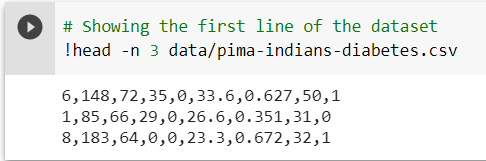 # Showing the first line of the dataset
!head -n 3 data/pima-indians-diabetes.csv
6,148,72,35,0,33.6,0.627,50,1
1,85,66,29,0,26.6,0.351,31,0
8,183,64,0,0,23.3,0.672,32,1